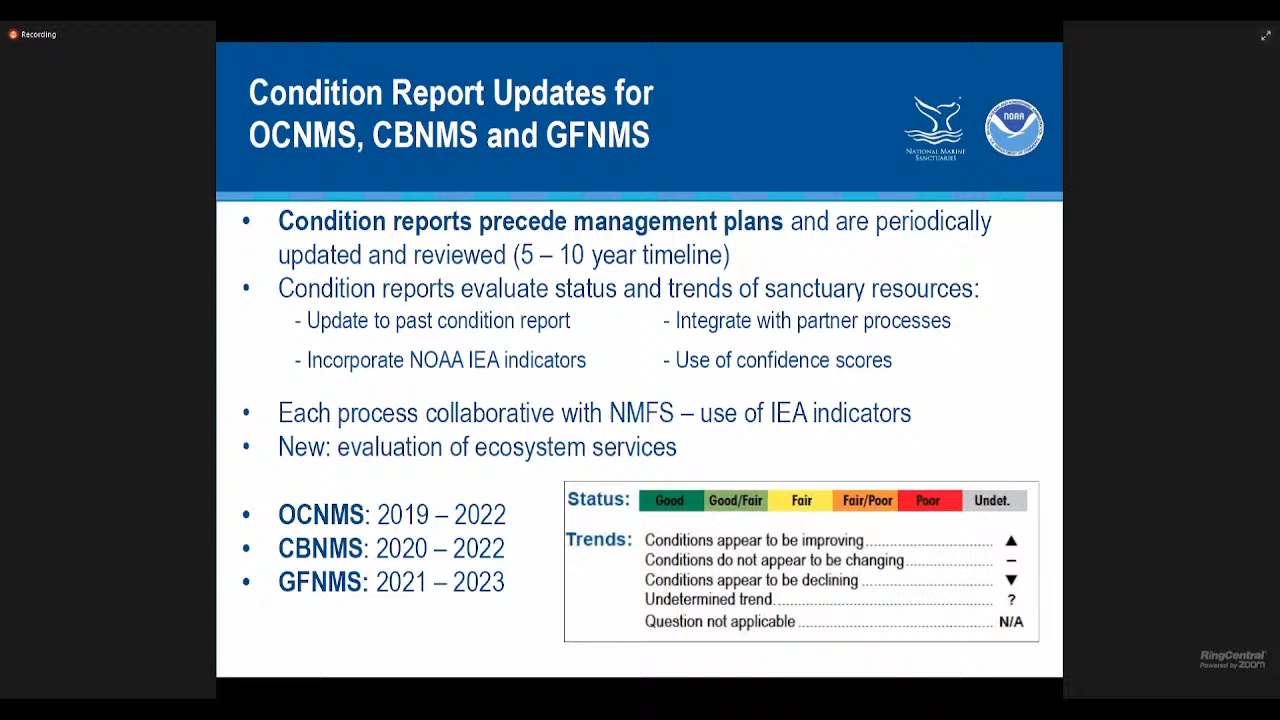 Recording
Condition Report Updates for
OCNMS, CBNMS and GFNMS
NATIONAL MARINE
SANCTUARIES
NOAA
• Condition reports precede management plans and are periodically
updated and reviewed (5 – 10 year timeline)
• Condition reports evaluate status and trends of sanctuary resources:
- Update to past condition report
- Integrate with partner processes
- Incorporate NOAA IEA indicators
- Use of confidence scores
• Each process collaborative with NMFS – use of IEA indicators
• New: evaluation of ecosystem services
• OCNMS: 2019 – 2022
• CBNMS: 2020 – 2022
• GFNMS: 2021 – 2023
Status: Good Good/Fair Fair Fair/Poor Poor Undet.
Trends: Conditions appear to be improving ▲
Conditions do not appear to be changing –
Conditions appear to be declining ▼
Undetermined trend ?
Question not applicable N/A
RingCentral
Powered by zoom